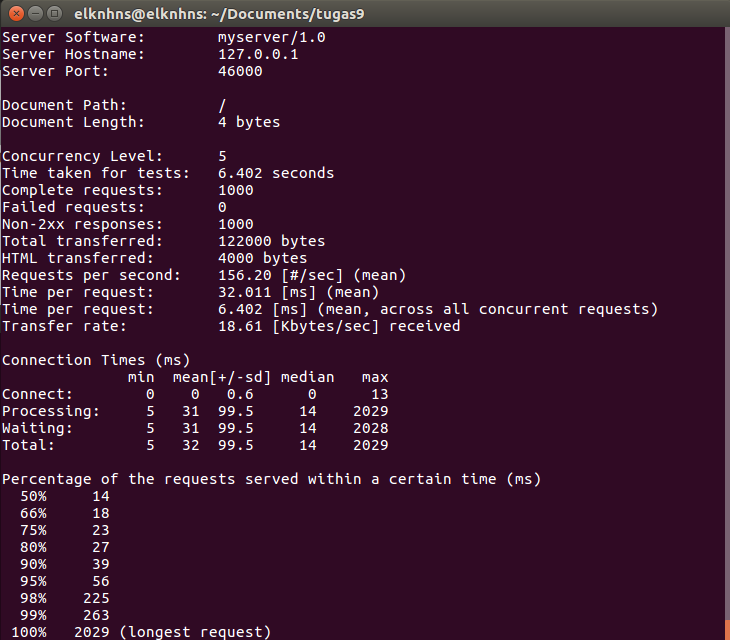 elknhns@elknhns: ~/Documents/tugas9
Server Software:        myserver/1.0
Server Hostname:        127.0.0.1
Server Port:            46000
Document Path:          /
Document Length:        4 bytes
Concurrency Level:      5
Time taken for tests:   6.402 seconds
Complete requests:      1000
Failed requests:        0
Non-2xx responses:      1000
Total transferred:      122000 bytes
HTML transferred:       4000 bytes
Requests per second:    156.20 [#/sec] (mean)
Time per request:       32.011 [ms] (mean)
Time per request:       6.402 [ms] (mean, across all concurrent requests)
Transfer rate:          18.61 [Kbytes/sec] received
Connection Times (ms)
              min  mean[+/-sd] median   max
Connect:        0    0   0.6      0      13
Processing:     5   31  99.5     14    2029
Waiting:        5   31  99.5     14    2028
Total:          5   32  99.5     14    2029
Percentage of the requests served within a certain time (ms)
  50%     14
  66%     18
  75%     23
  80%     27
  90%     39
  95%     56
  98%    225
  99%    263
 100%   2029 (longest request)